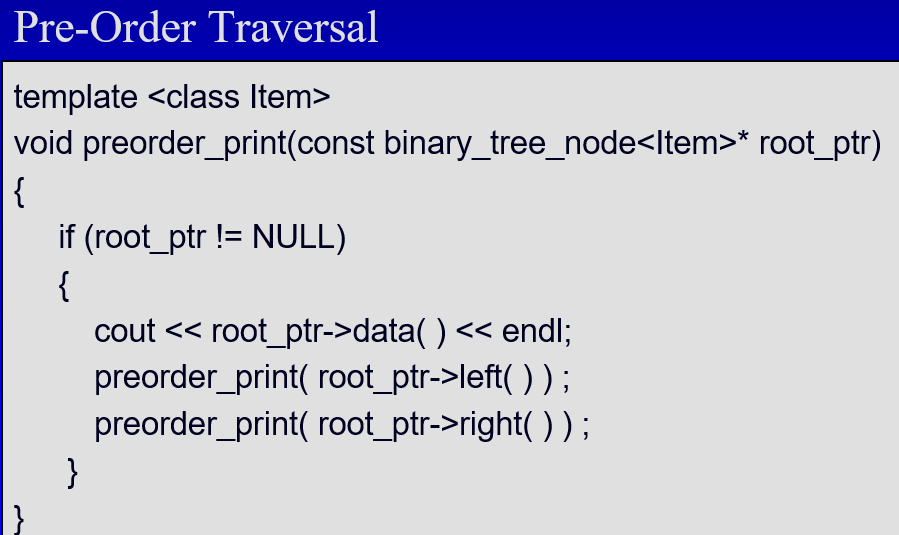 Pre-Order Traversal
template <class Item>
void preorder_print(const binary_tree_node<Item>* root_ptr)
{
if (root_ptr != NULL)
{
cout << root_ptr->data( ) << endl;
preorder_print( root_ptr->left( ) ) ;
preorder_print( root_ptr->right( ) ) ;
}
}